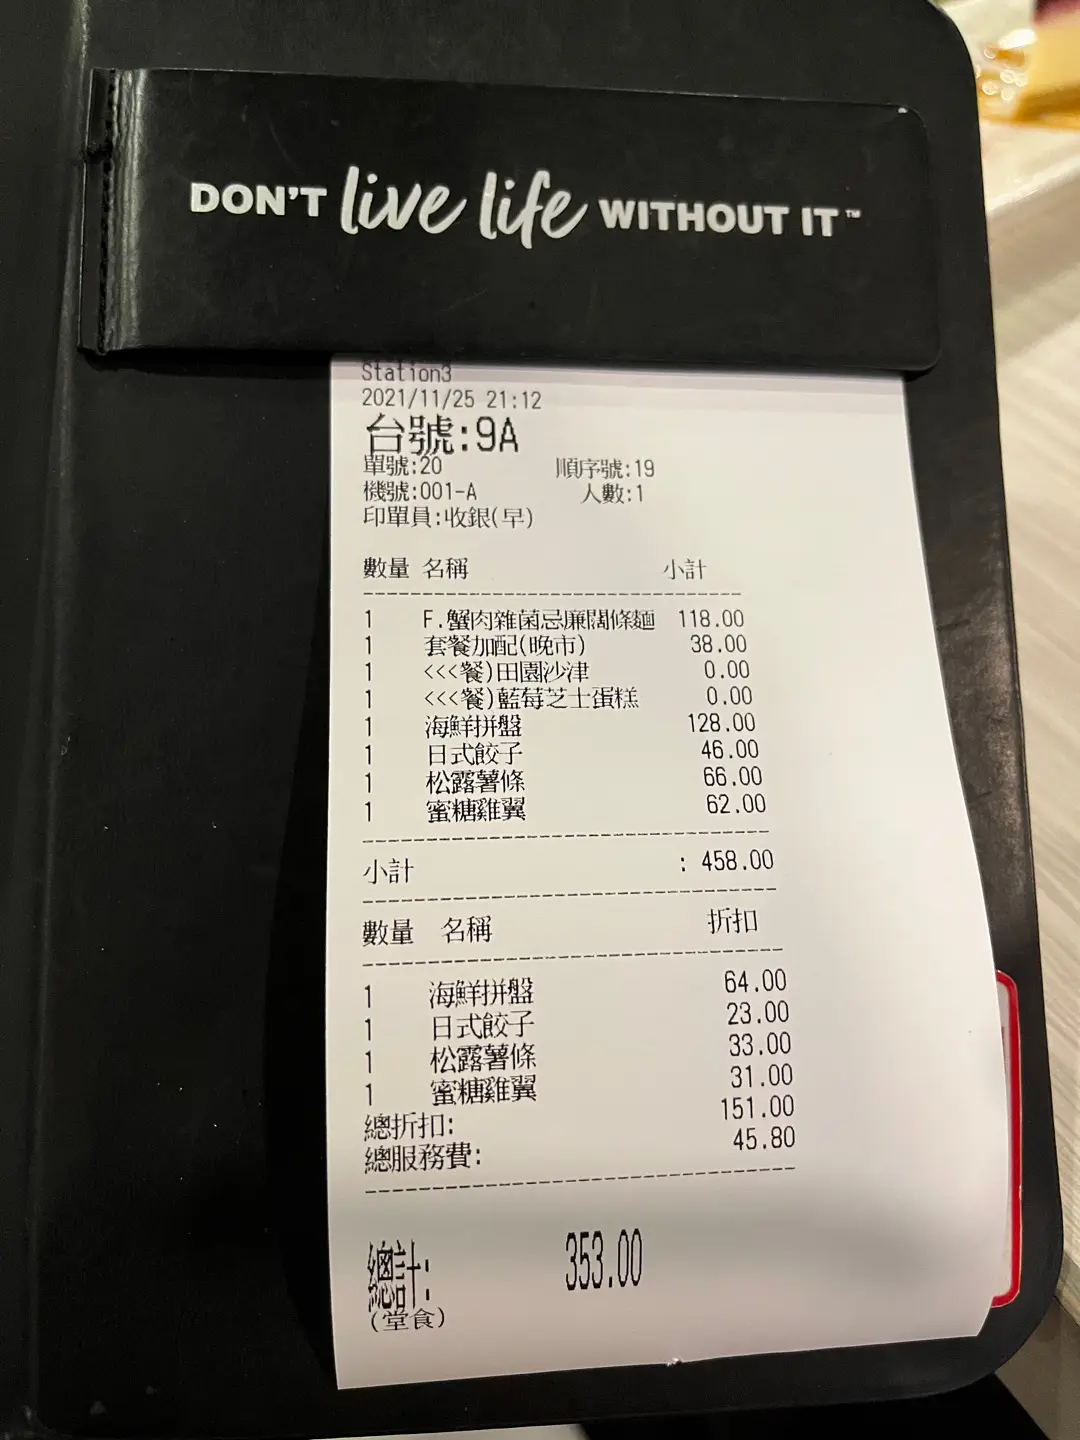 DON'T live life WITHOUT IT™
Station3
2021/11/25 21:12
台號:9A
單號:20 順序號:19
機號:001-A 人數:1
印單員:收銀(早)
數量 名稱 小計
1 F.蟹肉雜菌忌廉闊條麵 118.00
1 套餐加配(晚市) 38.00
1 <<<餐)田園沙津 0.00
1 <<<餐)藍莓芝士蛋糕 0.00
1 海鮮拼盤 128.00
1 日式餃子 46.00
1 松露薯條 66.00
1 蜜糖雞翼 62.00
小計 : 458.00
數量 名稱 折扣
1 海鮮拼盤 64.00
1 日式餃子 23.00
1 松露薯條 33.00
1 蜜糖雞翼 31.00
總折扣: 151.00
總服務費: 45.80
總計: 353.00
(堂食)